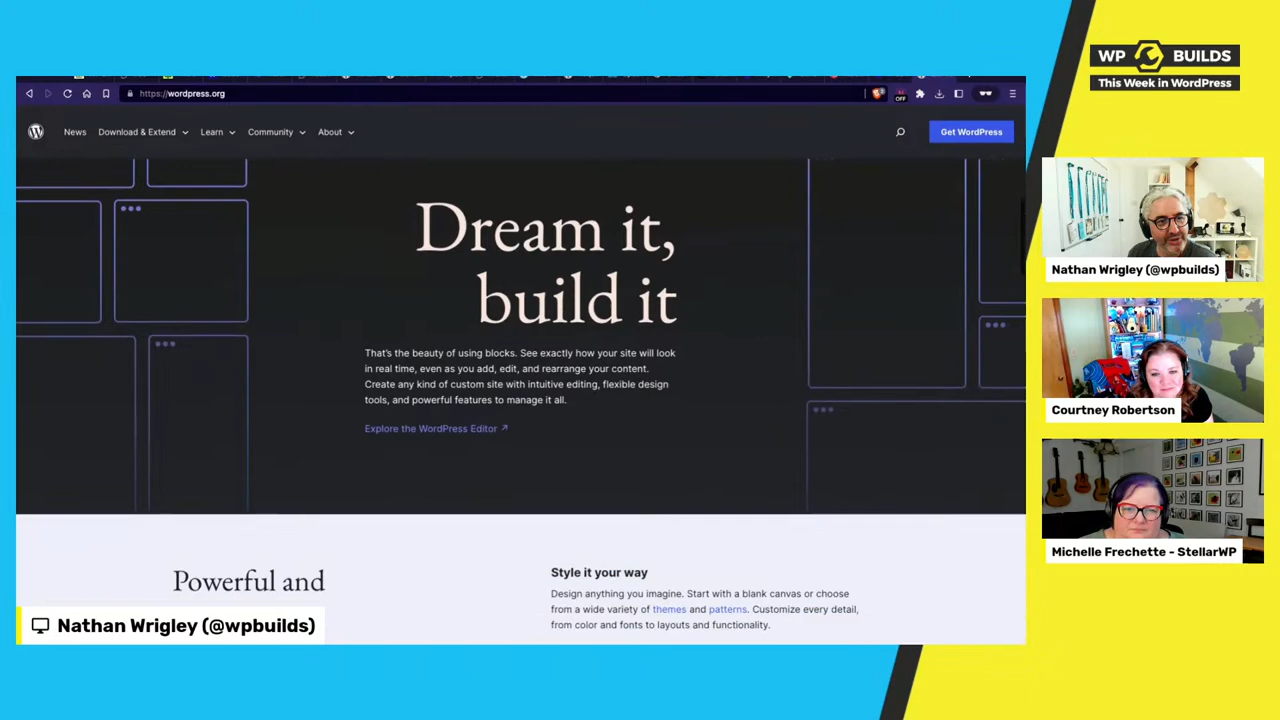 WP BUILDS
This Week in WordPress
https://wordpress.org
OFF
News Download & Extend Learn Community About Get WordPress
Dream it,
build it
That's the beauty of using blocks. See exactly how your site will look
in real time, even as you add, edit, and rearrange your content.
Create any kind of custom site with intuitive editing, flexible design
tools, and powerful features to manage it all.
Explore the WordPress Editor ↗
Powerful and
Style it your way
Design anything you imagine. Start with a blank canvas or choose
from a wide variety of themes and patterns. Customize every detail,
from color and fonts to layouts and functionality.
Nathan Wrigley (@wpbuilds)
Nathan Wrigley (@wpbuilds)
Courtney Robertson
Michelle Frechette - StellarWP